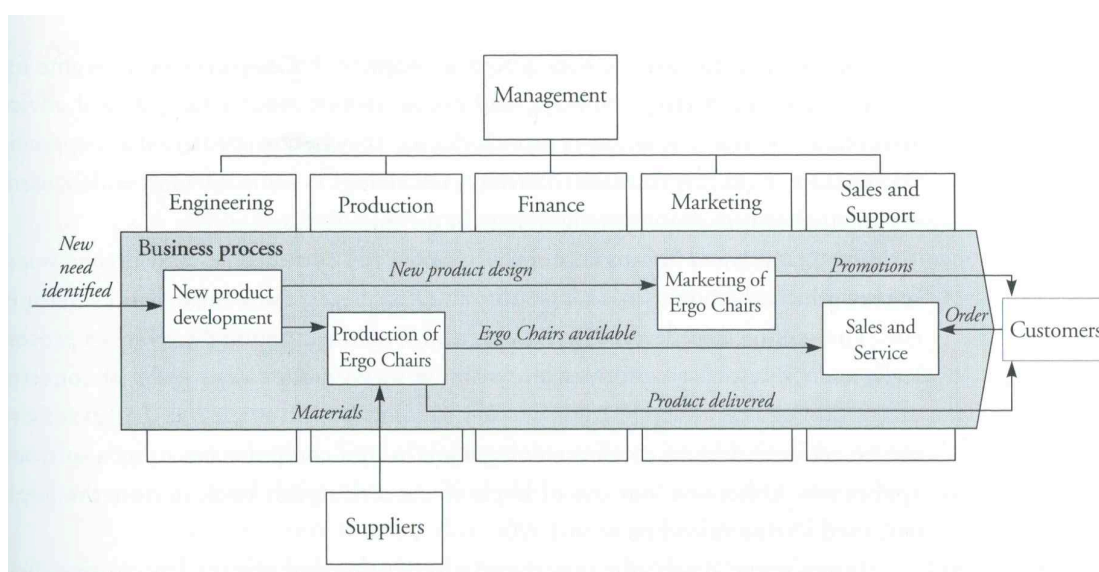 Management
Engineering
Production
Finance
Marketing
Sales and
Support
Business process
New
need
identified
New product
development
New product design
Marketing of
Ergo Chairs
Promotions
Production of
Ergo Chairs
Ergo Chairs available
Sales and
Service
Order
Customers
Materials
Product delivered
Suppliers